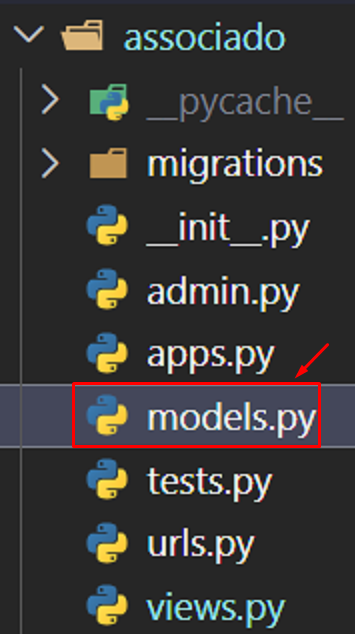 associado
__pycache__
migrations
__init__.py
admin.py
apps.py
models.py
tests.py
urls.py
views.py